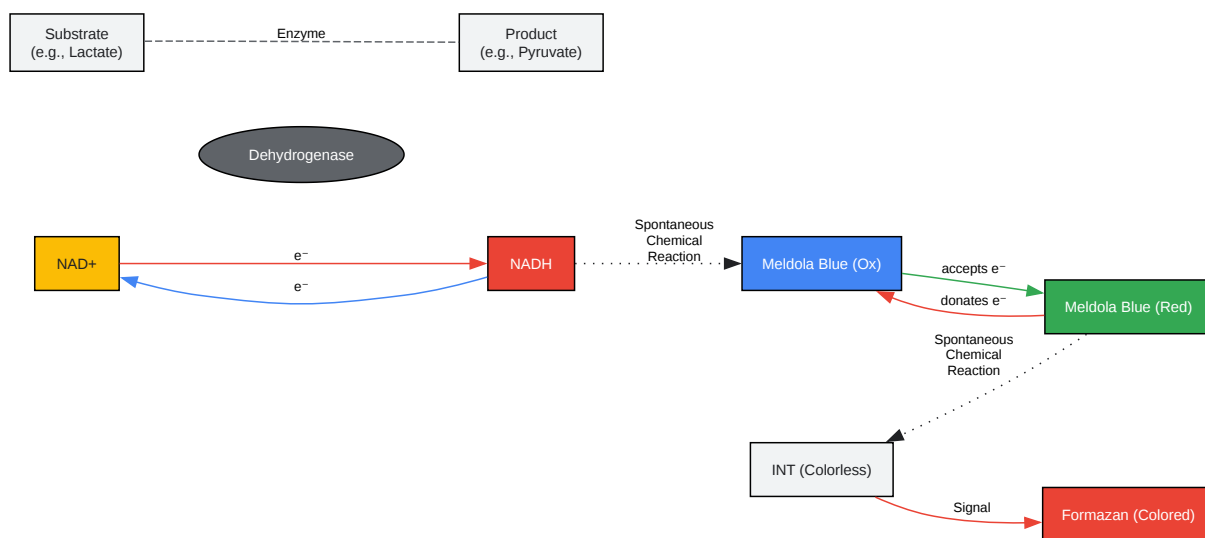 Substrate
(e.g., Lactate)
Enzyme
Product
(e.g., Pyruvate)
Dehydrogenase
NAD+
e⁻
e⁻
NADH
Spontaneous
Chemical
Reaction
Meldola Blue (Ox)
accepts e⁻
donates e⁻
Meldola Blue (Red)
Spontaneous
Chemical
Reaction
INT (Colorless)
Signal
Formazan (Colored)